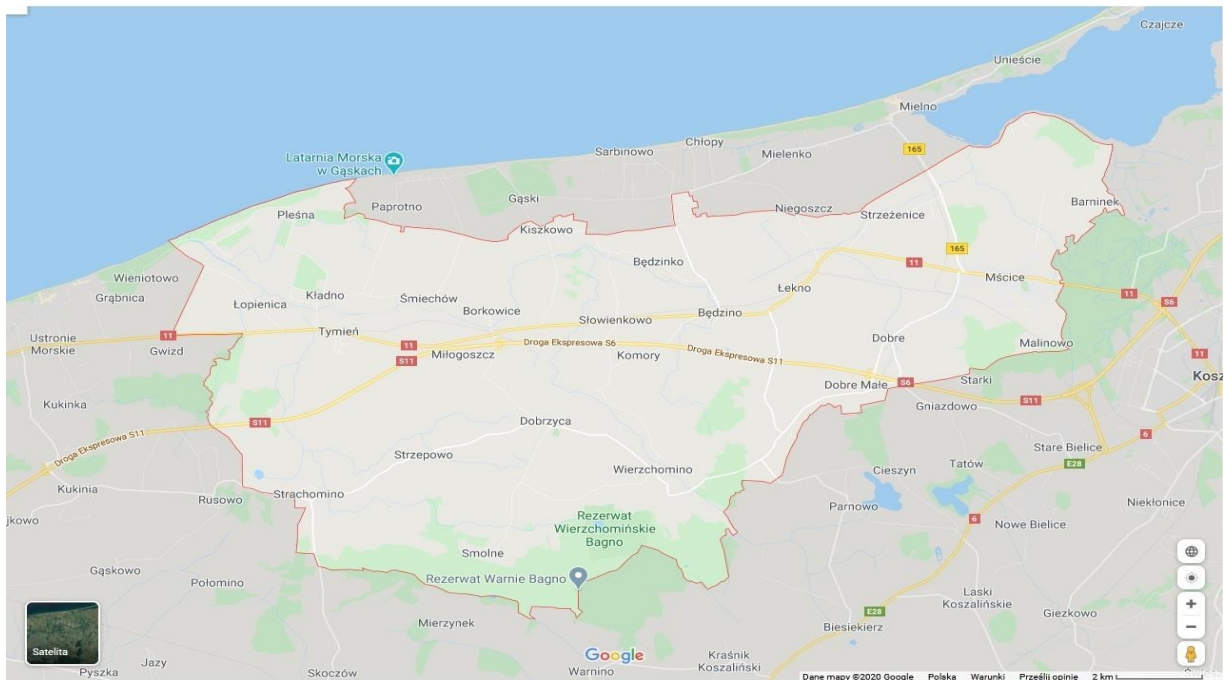 Czajcze
Unieście
Mielno
Chłopy
Sarbinowo
Mielenko
165
Latarnia Morska
w Gąskach
Gąski
Paprotno
Pleśna
Barninek
Niegoszcz
Strzeżenice
Kiszkowo
165
Będzinko
11
Wieniotowo
Mścice
Łekno
11
S6
Grąbnica
Kładno
Śmiechów
Łopienica
Borkowice
Będzino
Słowienkowo
Tymień
11
Ustronie
Morskie
Gwizd
11
Droga Ekspresowa S6
Dobre
Malinowo
Miłogoszcz
Komory
Droga Ekspresowa S11
11
S11
Kosz
Dobre Małe
S6
Starki
Kukinka
S11
Gniazdowo
S11
Dobrzyca
6
Droga Ekspresowa S11
Stare Bielice
Strzepowo
E28
Tatów
Wierzchomino
Cieszyn
Kukinia
Strachomino
Rusowo
Niekłonice
Parnowo
jkowo
Rezerwat
Wierzchomińskie
Bagno
6
Nowe Bielice
Smolne
Gąskowo
Rezerwat Warnie Bagno
Połomino
Laski
Koszalińskie
E28
Giezkowo
Mierzynek
Biesiekierz
Satelita
Google
Jazy
Kraśnik
Koszaliński
Pyszka
Skoczów
Warnino
Dane mapy ©2020 Google Polska Warunki Prześlij opinię 2 km